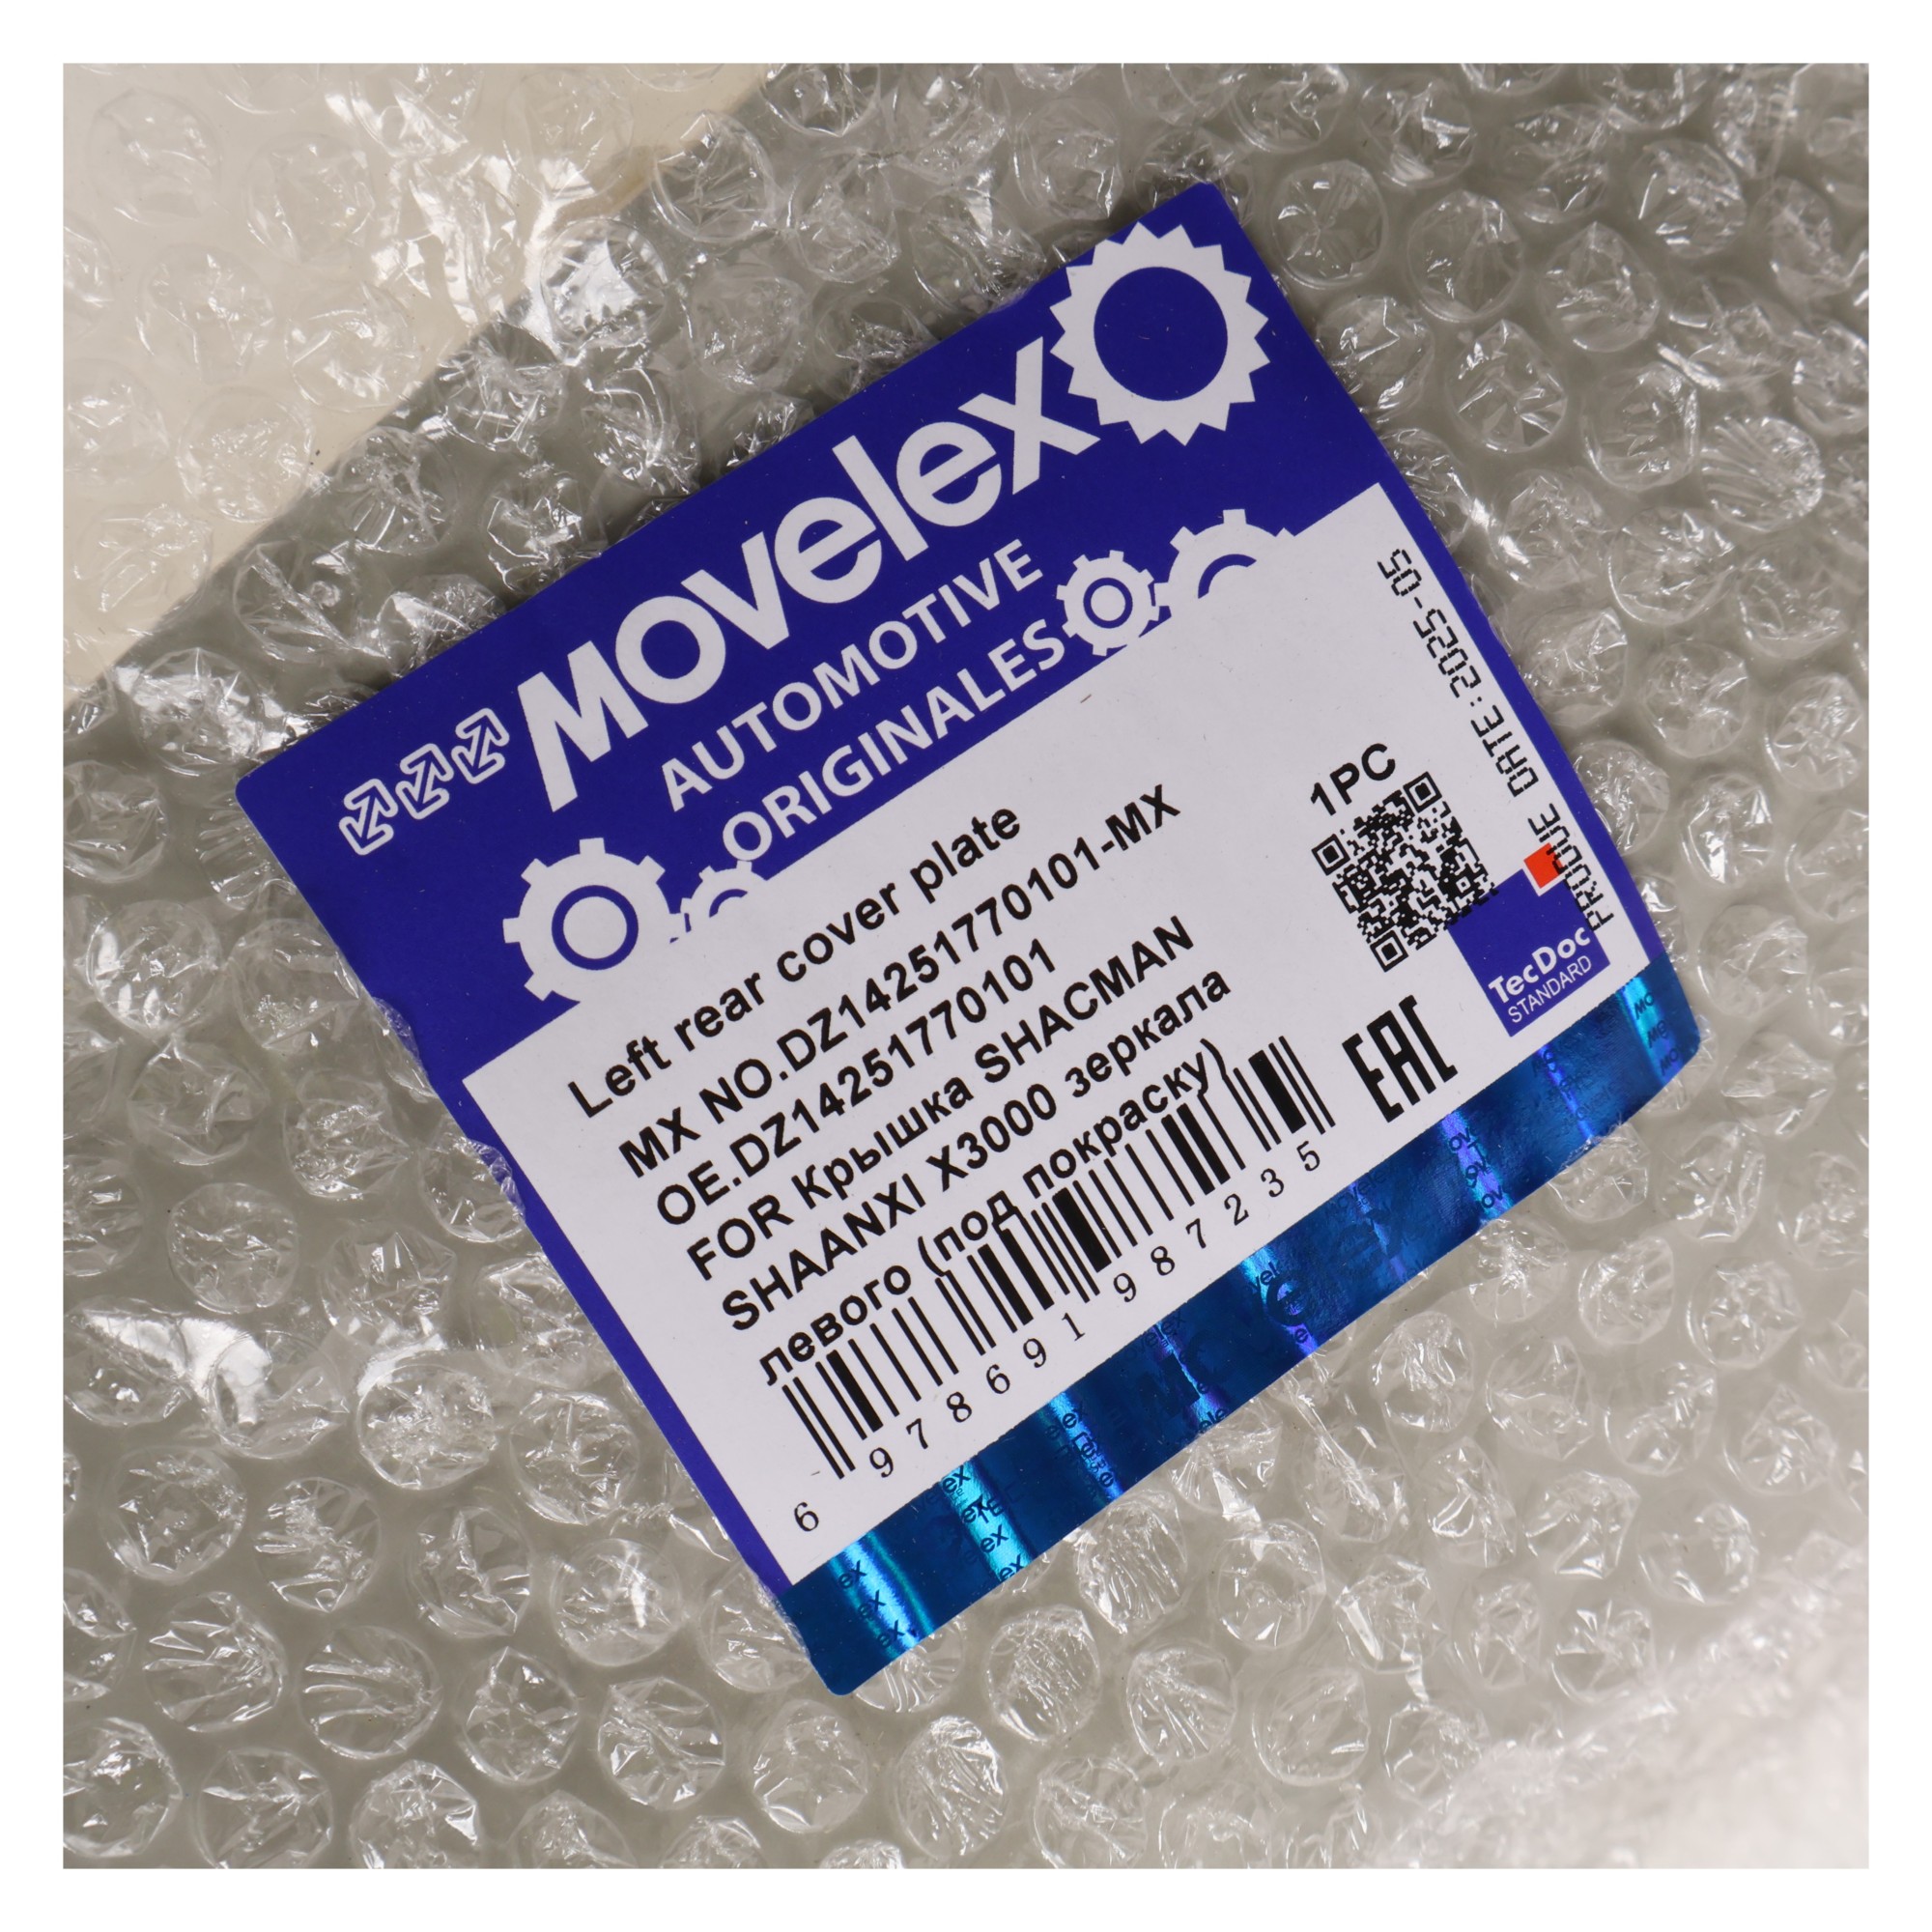 Movelex
AUTOMOTIVE
ORIGINALES
Left rear cover plate
MX NO.DZ14251770101-MX
OE.DZ14251770101
FOR Крышка SHACMAN
SHAANXI X3000 зеркала
левого (под покраску)
6 978691 987235
1PC
PRODUE DATE:2025-05
TecDoc
STANDARD
EAC